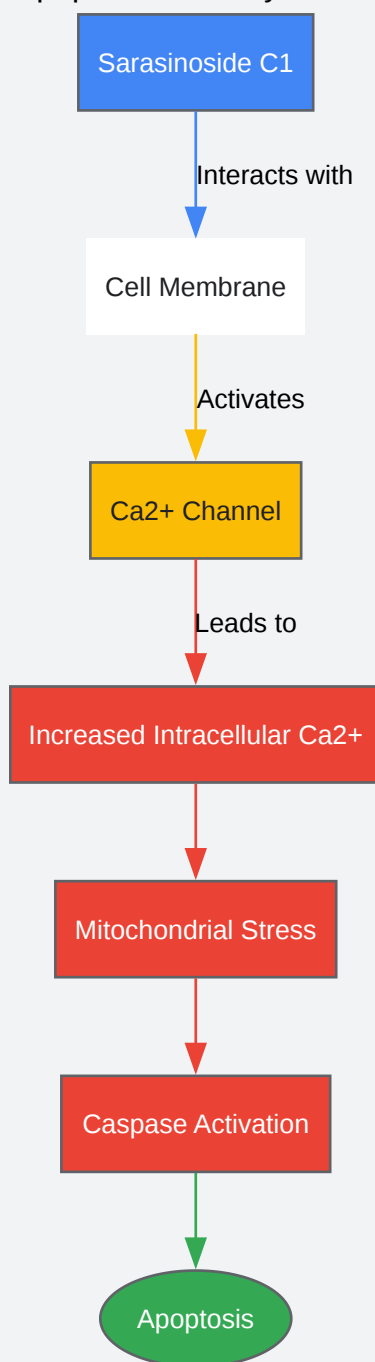 Sarasinoside C1
Interacts with
Cell Membrane
Activates
Ca2+ Channel
Leads to
Increased Intracellular Ca2+
Mitochondrial Stress
Caspase Activation
Apoptosis